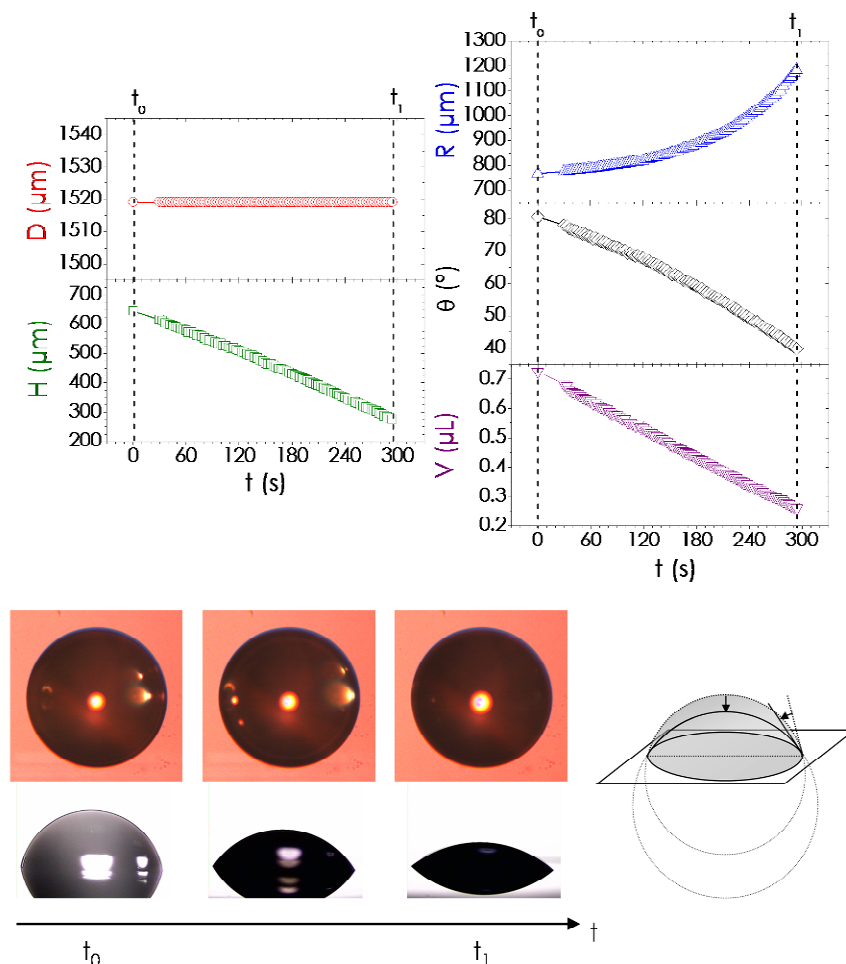 t₀
t₁
1540
1530
1520
1510
1500
D (µm)
700
600
500
400
300
200
H (µm)
0
60
120
180
240
300
t (s)
t₀
t₁
1300
1200
1100
1000
900
800
700
R (µm)
80
70
60
50
40
θ (º)
0.7
0.6
0.5
0.4
0.3
0.2
V (µL)
0
60
120
180
240
300
t (s)
t₀
t₁
t